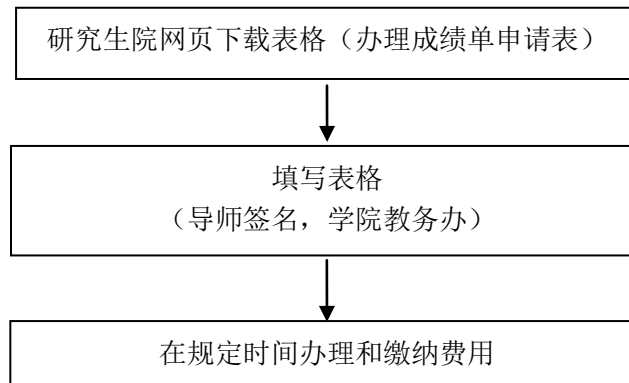 研究生院网页下载表格（办理成绩单申请表）
填写表格
（导师签名，学院教务办）
在规定时间办理和缴纳费用